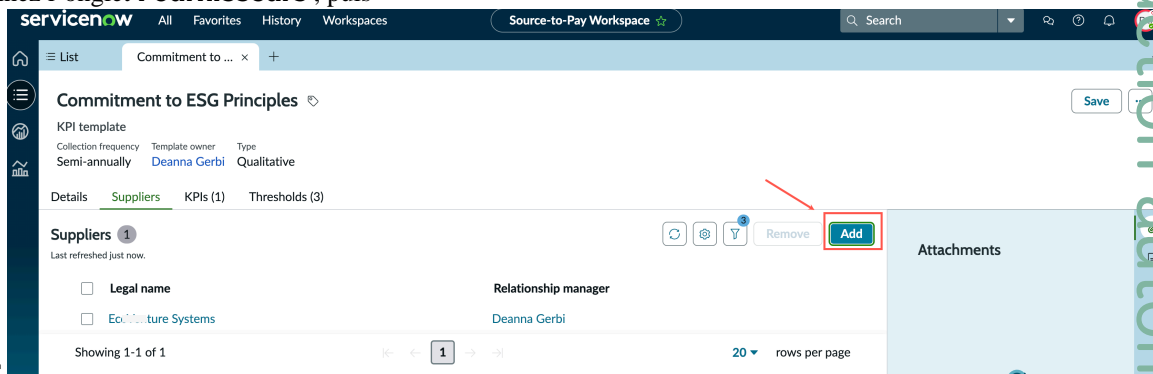 servicenow All Favorites History Workspaces Source-to-Pay Workspace Search
List Commitment to ... × +
Commitment to ESG Principles
Save
KPI template
Collection frequency Template owner Type
Semi-annually Deanna Gerbi Qualitative
Details Suppliers KPIs (1) Thresholds (3)
Suppliers 1
Last refreshed just now.
3
Remove Add
Attachments
Legal name Relationship manager
ture Systems Deanna Gerbi
Showing 1-1 of 1 1 20 rows per page